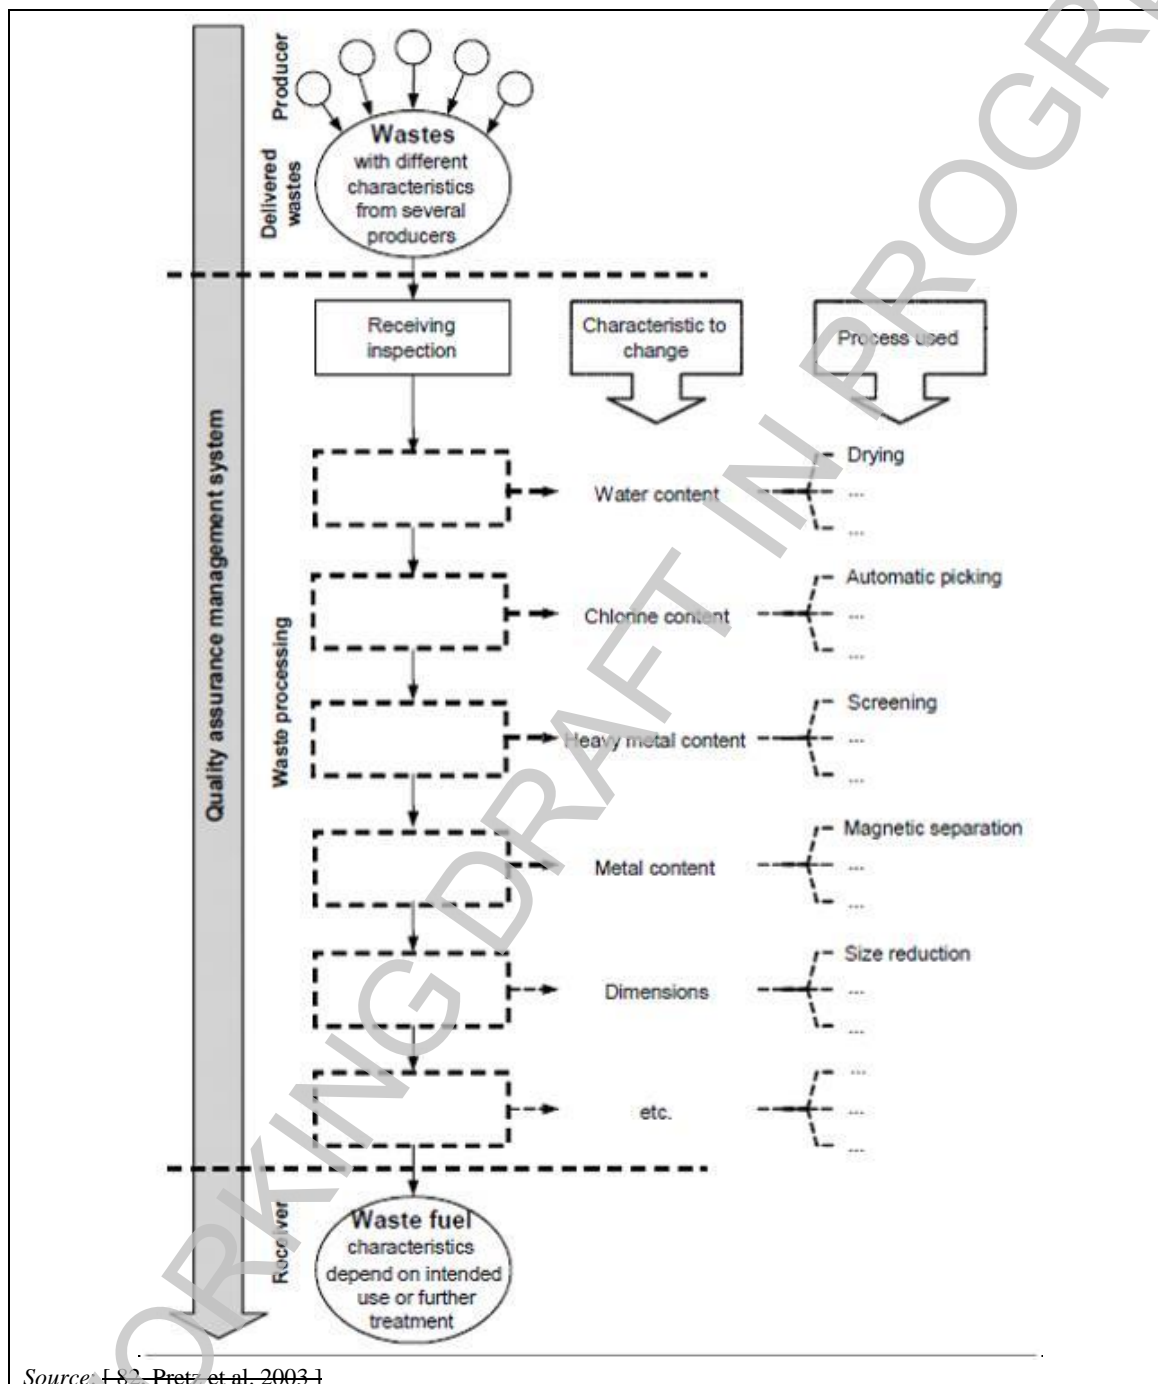 Producer
Delivered
wastes
Wastes
with different
characteristics
from several
producers
Quality assurance management system
Waste processing
Receiving
inspection
Characteristic to
change
Process used
Water content
Drying
...
...
Chlorine content
Automatic picking
...
...
Heavy metal content
Screening
...
...
Metal content
Magnetic separation
...
...
Dimensions
Size reduction
...
...
etc.
...
...
...
Receiver
Waste fuel
characteristics
depend on intended
use or further
treatment
Source: [ 82, Pretz et al. 2003 ]
ORKING DRAFT IN PROGRE